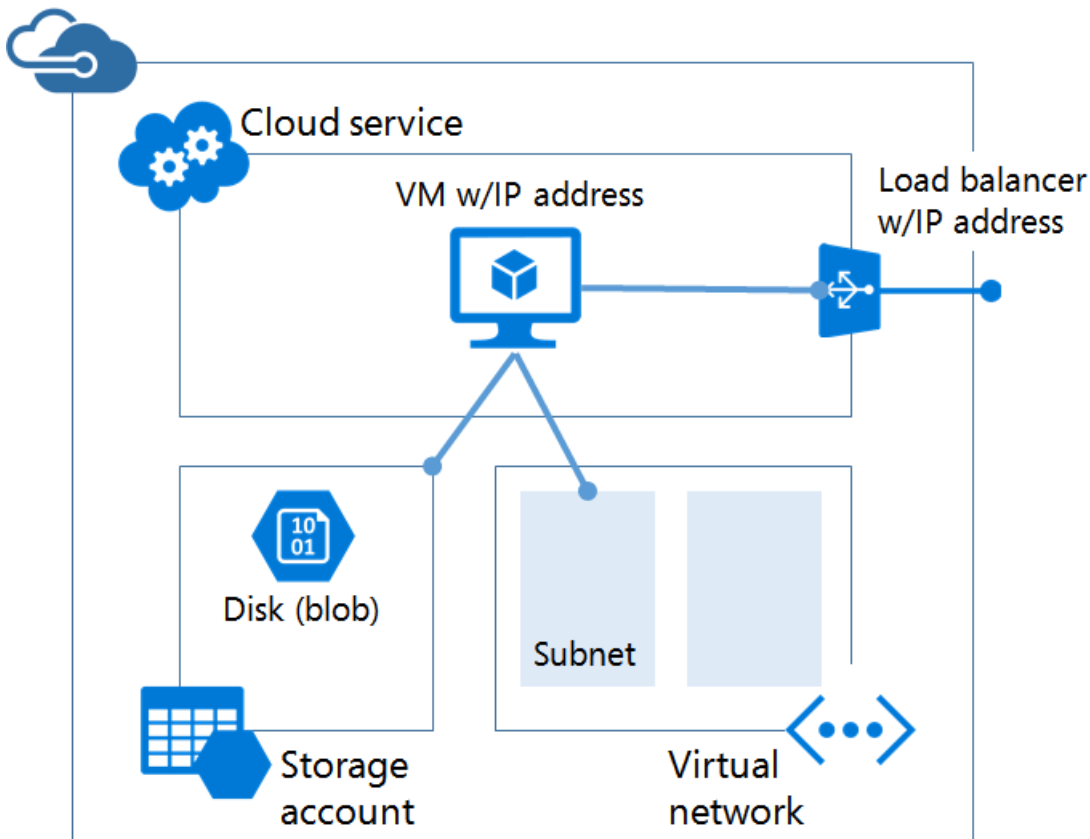 Cloud service
VM w/IP address
Load balancer
w/IP address
10
01
Disk (blob)
Subnet
Storage
account
Virtual
network